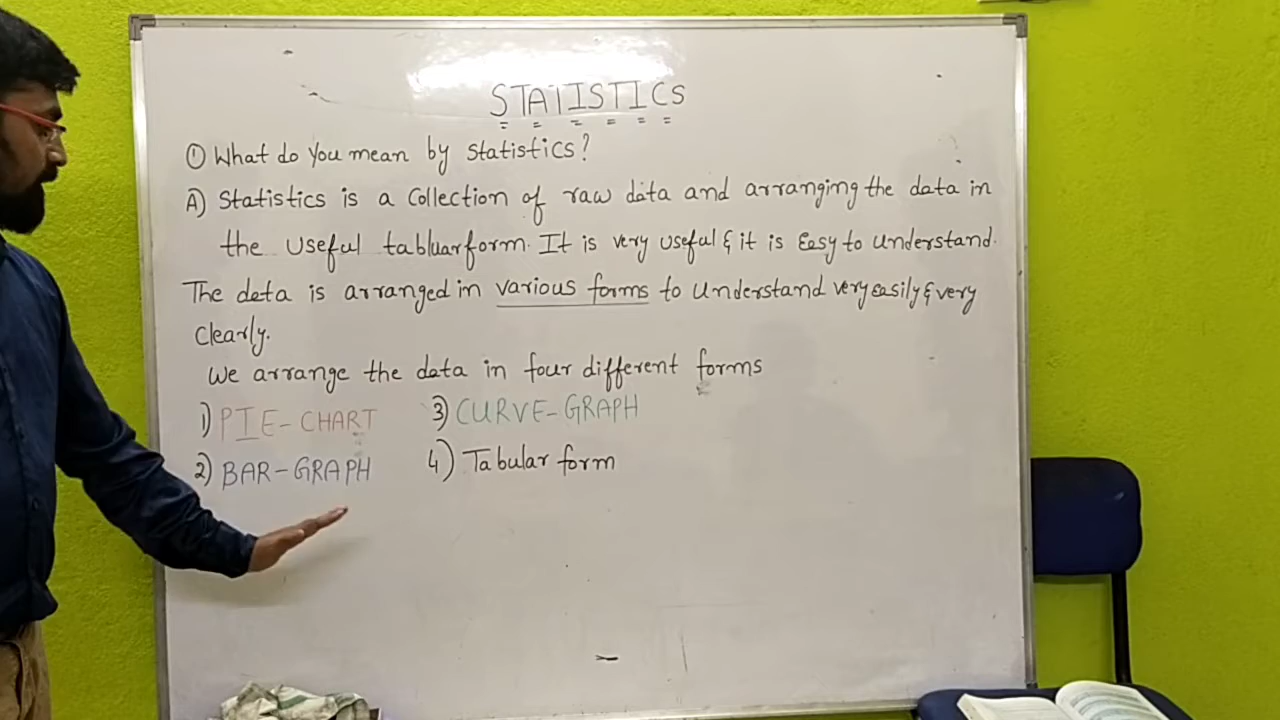 STATISTICS
① What do you mean by statistics?
A) Statistics is a Collection of raw data and arranging the data in
the useful tabluar form. It is very useful & it is Easy to understand.
The data is arranged in various forms to understand very easily & very
Clearly.
We arrange the data in four different forms
1) PIE-CHART 3) CURVE-GRAPH
2) BAR-GRAPH 4) Tabular form